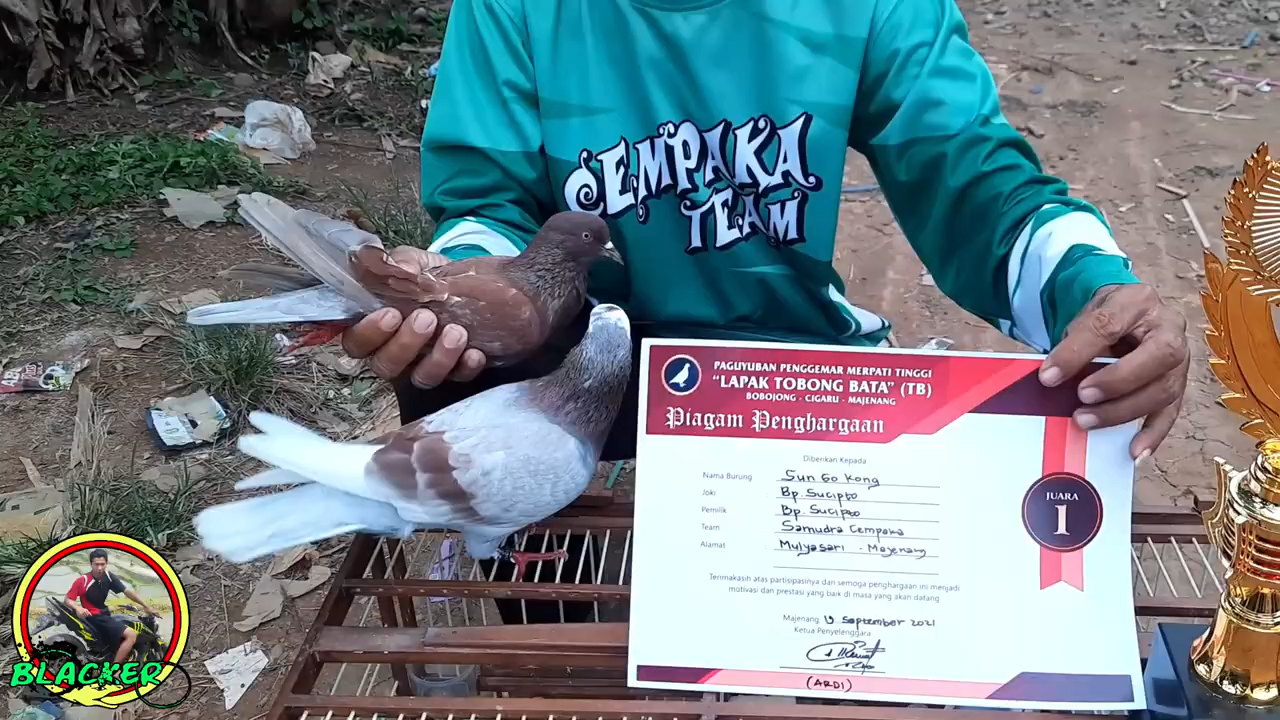 CEMPAKA
TEAM
PAGUYUBAN PENGGEMAR MERPATI TINGGI
"LAPAK TOBONG BATA" (TB)
BOBOJONG - CIGARU - MAJENANG
Piagam Penghargaan
Diberikan Kepada
Nama Burung Sun Go Kong
Joki Bp. Sucipto
Pemilik Bp. Sucipto
Team Samudra Cempaka
Alamat Mulyasari - Majenang
JUARA
1
Terimakasih atas partisipasinya dan semoga penghargaan ini menjadi
motivasi dan prestasi yang baik di masa yang akan datang
Majenang September 2021
Ketua Penyelenggara
(ARDI)
BLACKER